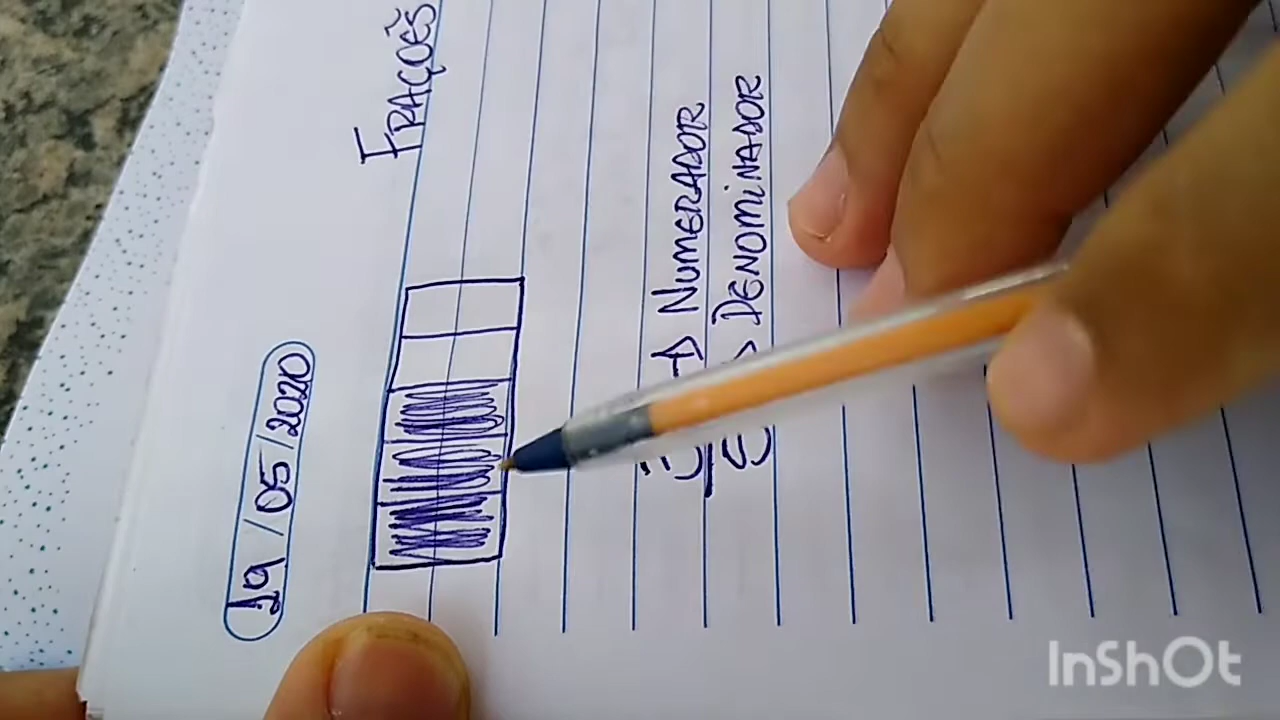 19/05/2020
FRAÇÕES
→ NUMERADOR
DENOMINADOR
InShOt